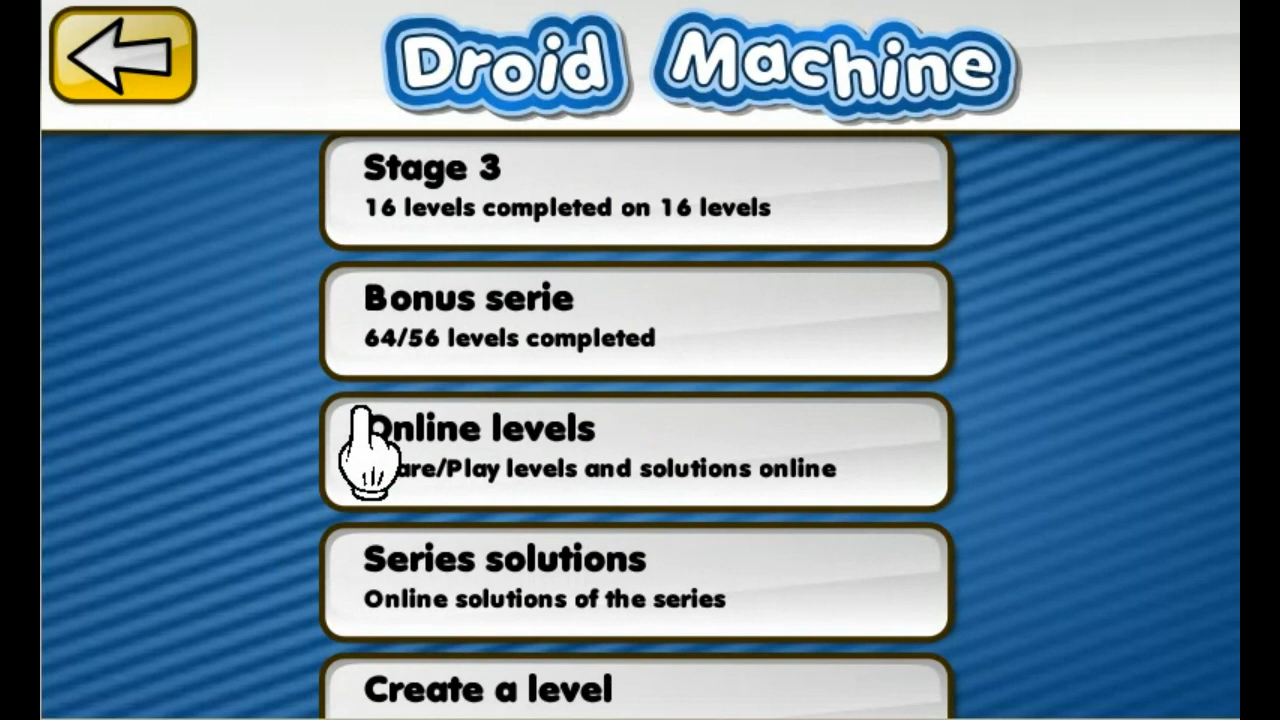 Droid Machine
Stage 3
16 levels completed on 16 levels
Bonus serie
64/56 levels completed
Online levels
are/Play levels and solutions online
Series solutions
Online solutions of the series
Create a level